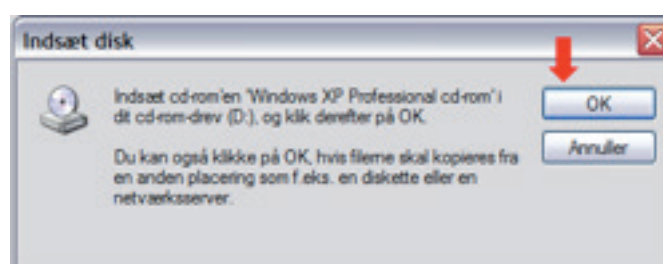 Indsæt disk
Indsæt cd-rom'en 'Windows XP Professional cd-rom' i
dit cd-rom-drev (D:), og klik derefter på OK.
Du kan også klikke på OK, hvis filerne skal kopieres fra
en anden placering som f.eks. en diskette eller en
netværksserver.
OK
Annuller